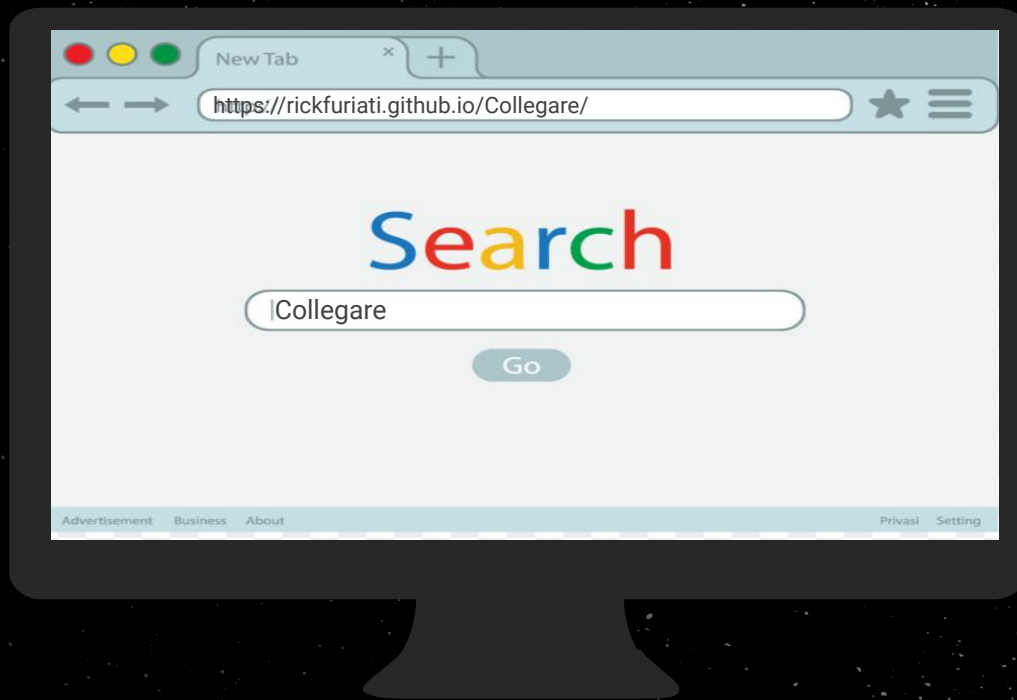 New Tab ×
https://rickfuriati.github.io/Collegare/
Search
Collegare
Go
Advertisement Business About Privasi Setting